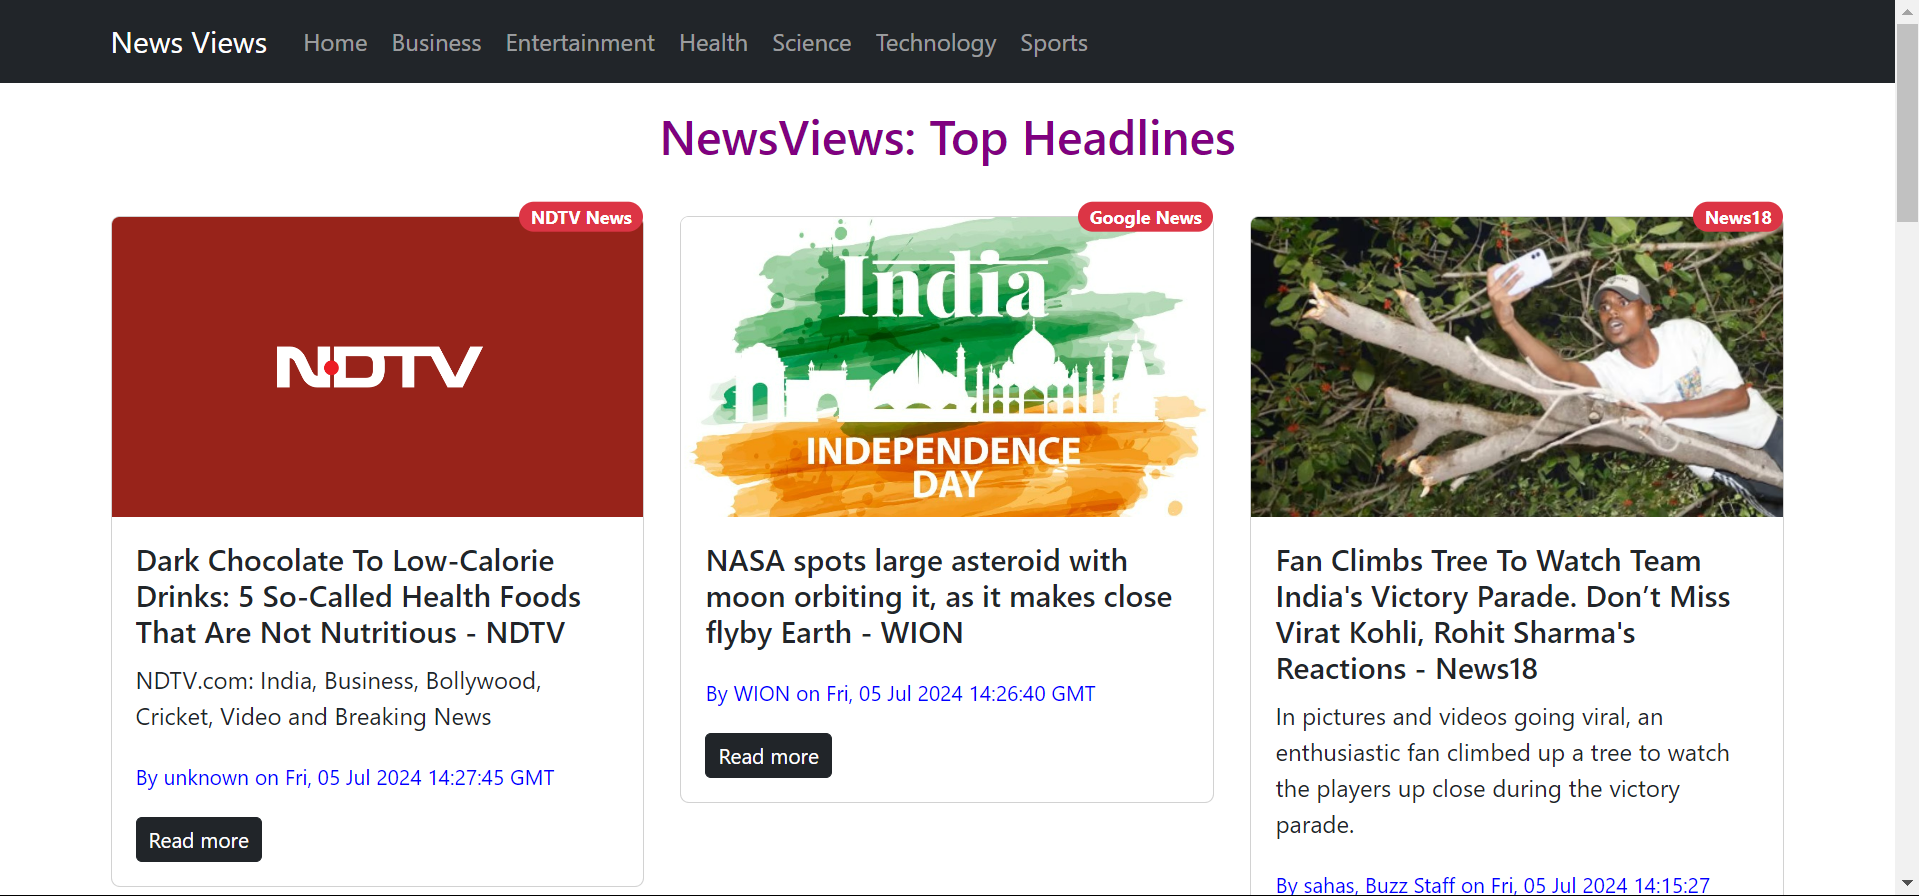 News Views Home Business Entertainment Health Science Technology Sports
NewsViews: Top Headlines
NDTV News
NDTV
Dark Chocolate To Low-Calorie
Drinks: 5 So-Called Health Foods
That Are Not Nutritious - NDTV
NDTV.com: India, Business, Bollywood,
Cricket, Video and Breaking News
By unknown on Fri, 05 Jul 2024 14:27:45 GMT
Read more
Google News
India
INDEPENDENCE
DAY
NASA spots large asteroid with
moon orbiting it, as it makes close
flyby Earth - WION
By WION on Fri, 05 Jul 2024 14:26:40 GMT
Read more
News18
Fan Climbs Tree To Watch Team
India's Victory Parade. Don’t Miss
Virat Kohli, Rohit Sharma's
Reactions - News18
In pictures and videos going viral, an
enthusiastic fan climbed up a tree to watch
the players up close during the victory
parade.
By sahas, Buzz Staff on Fri, 05 Jul 2024 14:15:27